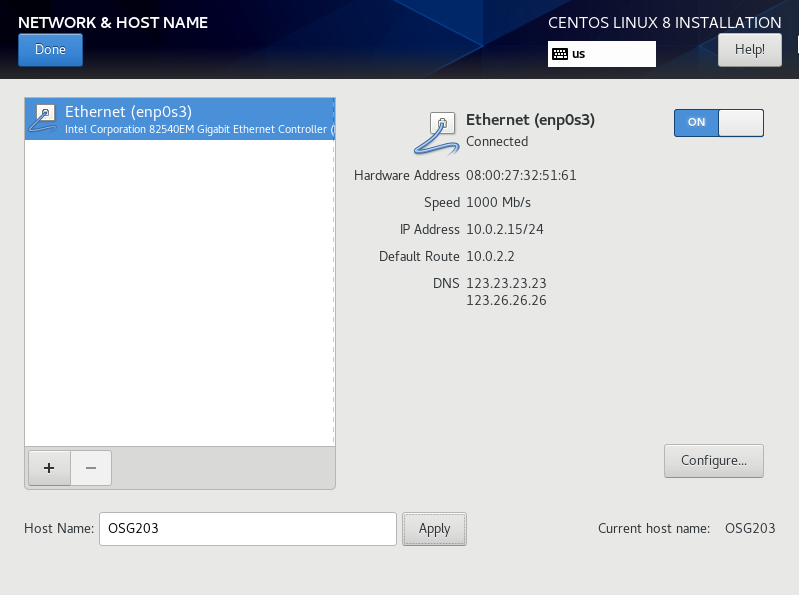 NETWORK & HOST NAME
CENTOS LINUX 8 INSTALLATION
Done
us
Help!
Ethernet (enp0s3)
Intel Corporation 82540EM Gigabit Ethernet Controller (
Ethernet (enp0s3)
Connected
ON
Hardware Address 08:00:27:32:51:61
Speed 1000 Mb/s
IP Address 10.0.2.15/24
Default Route 10.0.2.2
DNS 123.23.23.23
123.26.26.26
+ −
Configure...
Host Name: OSG203 Apply Current host name: OSG203